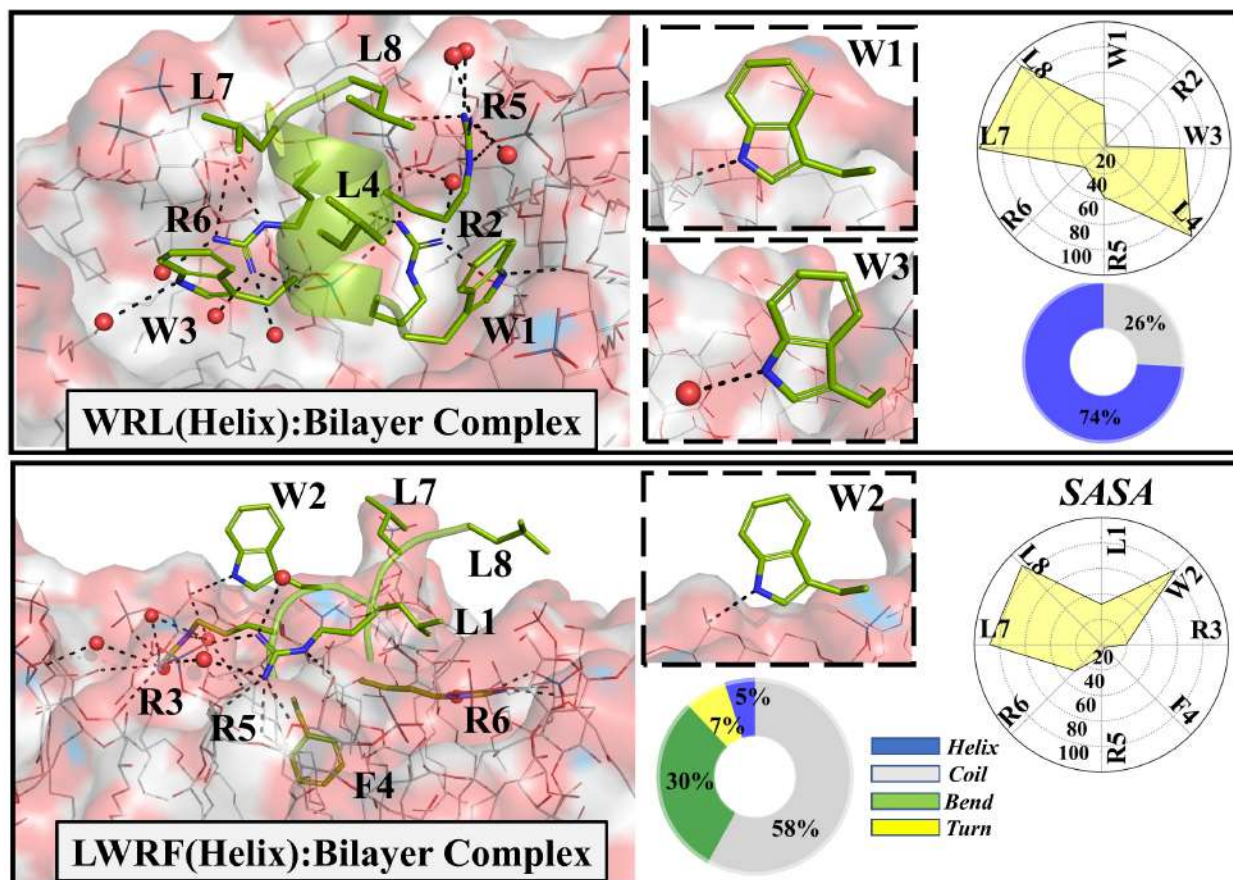 L8
L7
R5
L4
R6
R2
W3
W1
WRL(Helix):Bilayer Complex
W1
W3
W1
R2
W3
L4
R5
R6
L7
L8
20
40
60
80
100
26%
74%
W2
L7
L8
L1
R3
R5
R6
F4
LWRF(Helix):Bilayer Complex
W2
5%
7%
30%
58%
Helix
Coil
Bend
Turn
SASA
L1
W2
R3
F4
R5
R6
L7
L8
20
40
60
80
100